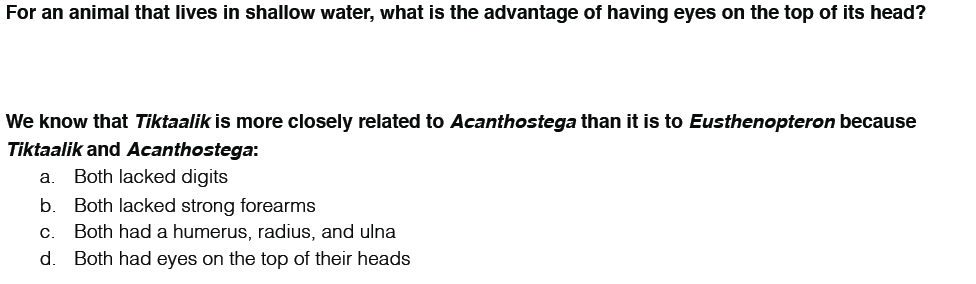 For an animal that lives in shallow water, what is the advantage of having eyes on the top of its head?
We know that Tiktaalik is more closely related to Acanthostega than it is to Eusthenopteron because
Tiktaalik and Acanthostega:
a. Both lacked digits
b. Both lacked strong forearms
c. Both had a humerus, radius, and ulna
d. Both had eyes on the top of their heads